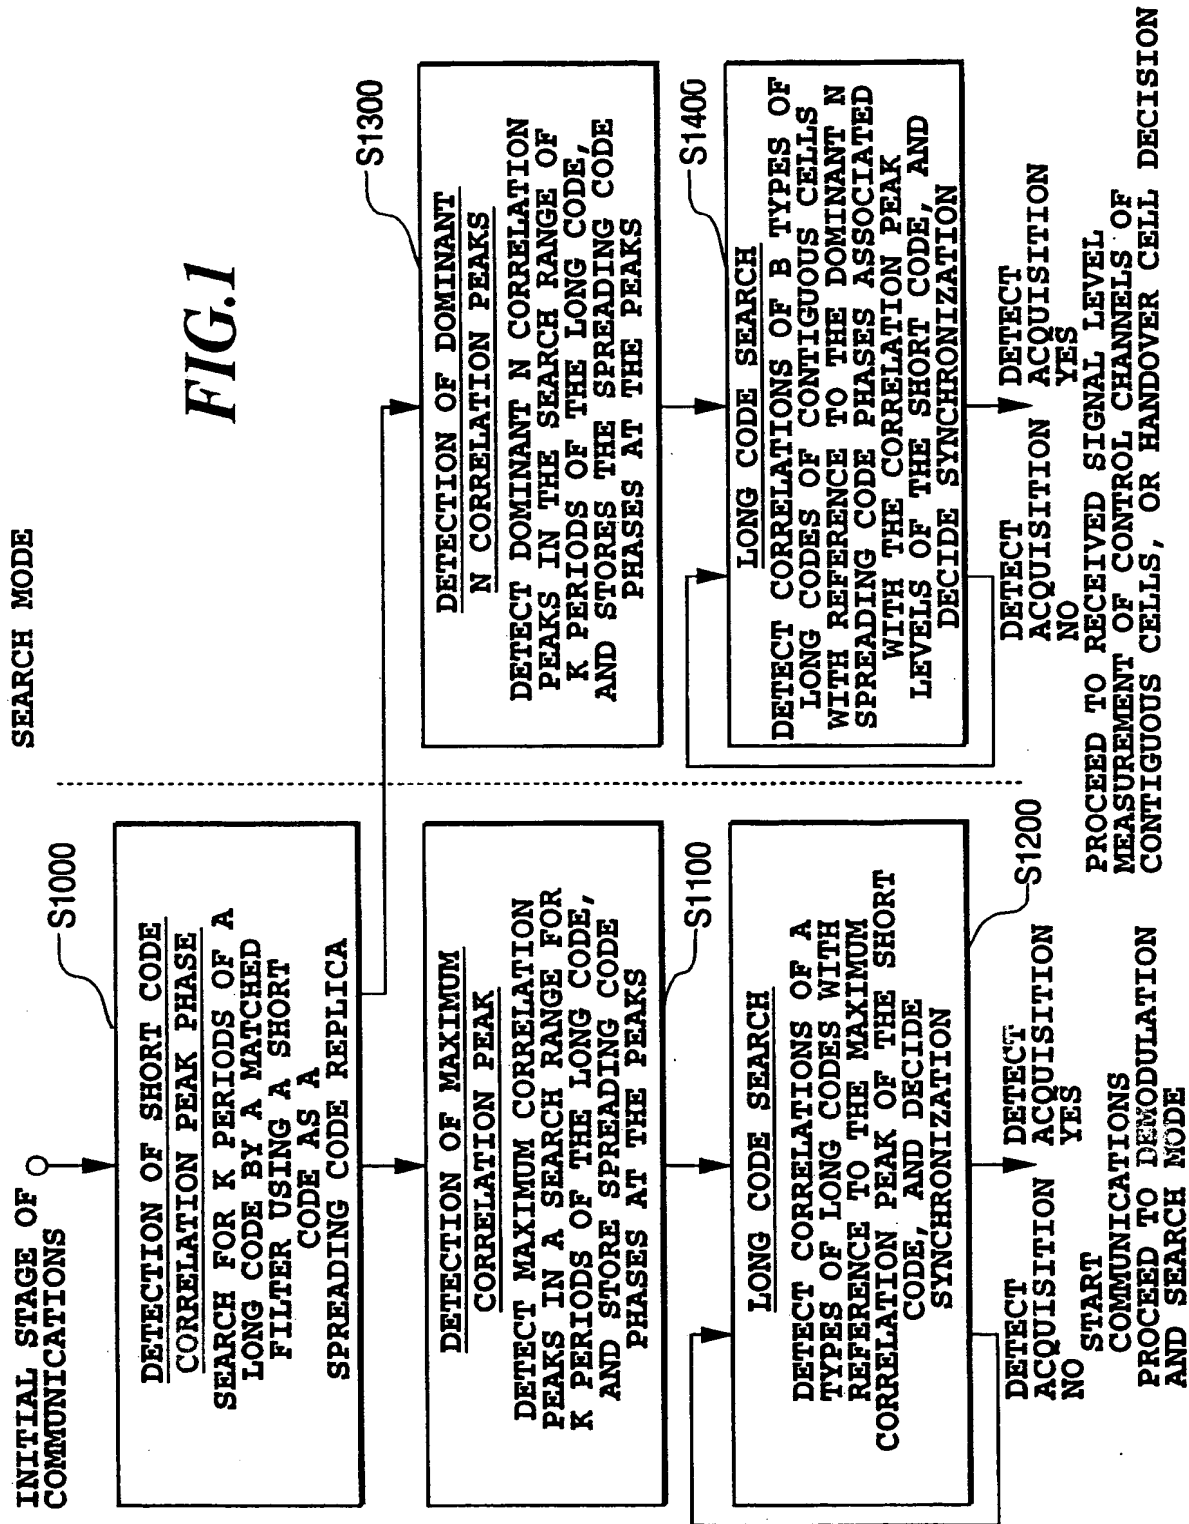 FIG.1
INITIAL STAGE OF
COMMUNICATIONS
SEARCH MODE
S1000
DETECTION OF SHORT CODE
CORRELATION PEAK PHASE
SEARCH FOR K PERIODS OF A
LONG CODE BY A MATCHED
FILTER USING A SHORT
CODE AS A
SPREADING CODE REPLICA
DETECTION OF MAXIMUM
CORRELATION PEAK
DETECT MAXIMUM CORRELATION
PEAKS IN A SEARCH RANGE FOR
K PERIODS OF THE LONG CODE,
AND STORE SPREADING CODE
PHASES AT THE PEAKS
S1100
LONG CODE SEARCH
DETECT CORRELATIONS OF A
TYPES OF LONG CODES WITH
REFERENCE TO THE MAXIMUM
CORRELATION PEAK OF THE SHORT
CODE, AND DECIDE
SYNCHRONIZATION
S1200
DETECT
ACQUISITION
NO
DETECT
ACQUISITION
YES
START
COMMUNICATIONS
PROCEED TO DEMODULATION
AND SEARCH MODE
S1300
DETECTION OF DOMINANT
N CORRELATION PEAKS
DETECT DOMINANT N CORRELATION
PEAKS IN THE SEARCH RANGE OF
K PERIODS OF THE LONG CODE,
AND STORES THE SPREADING CODE
PHASES AT THE PEAKS
S1400
LONG CODE SEARCH
DETECT CORRELATIONS OF B TYPES OF
LONG CODES OF CONTIGUOUS CELLS
WITH REFERENCE TO THE DOMINANT N
SPREADING CODE PHASES ASSOCIATED
WITH THE CORRELATION PEAK
LEVELS OF THE SHORT CODE, AND
DECIDE SYNCHRONIZATION
DETECT
ACQUISITION
NO
DETECT
ACQUISITION
YES
PROCEED TO RECEIVED SIGNAL LEVEL
MEASUREMENT OF CONTROL CHANNELS OF
CONTIGUOUS CELLS, OR HANDOVER CELL DECISION